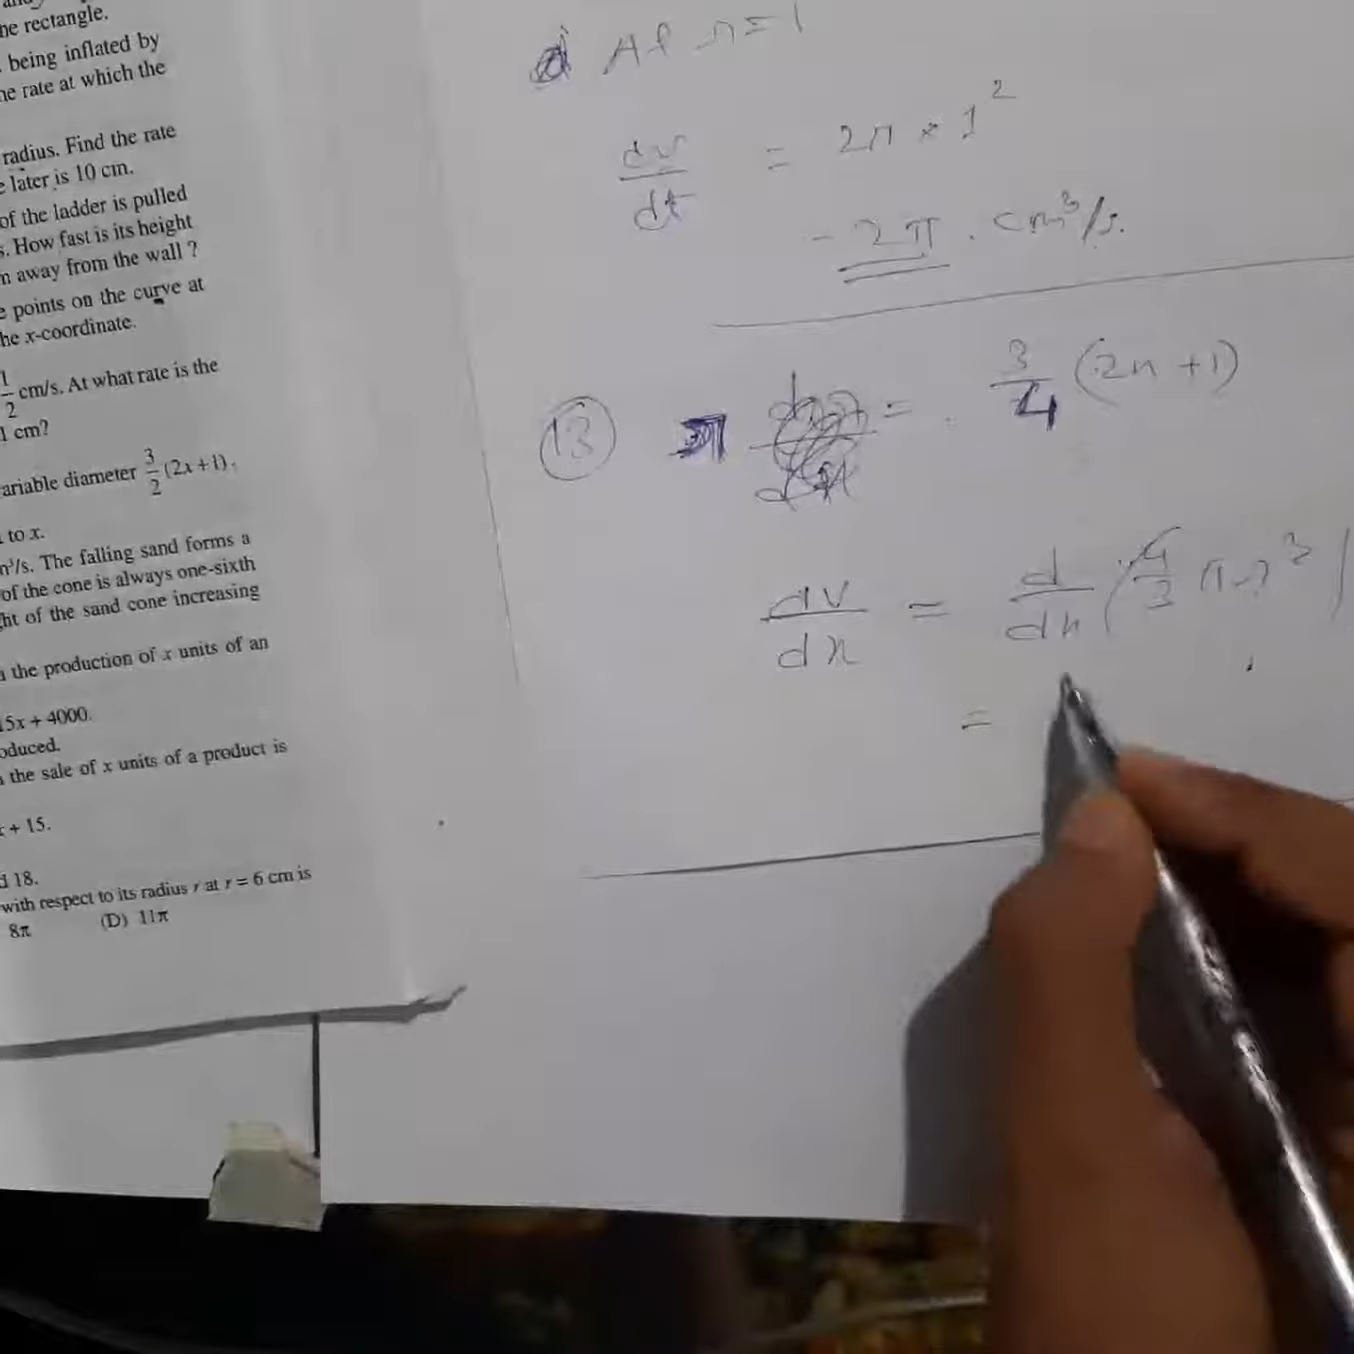 he rectangle.
being inflated by
he rate at which the
radius. Find the rate
later is 10 cm.
of the ladder is pulled
s. How fast is its height
m away from the wall ?
e points on the curve at
he x-coordinate.
1/2 cm/s. At what rate is the
1 cm?
ariable diameter 3/2 (2x+1).
to x.
m³/s. The falling sand forms a
of the cone is always one-sixth
ght of the sand cone increasing
the production of x units of an
15x + 4000.
oduced.
the sale of x units of a product is
x + 15.
d 18.
with respect to its radius r at r = 6 cm is
8π (D) 11π
At r = 1
dv/dt = 2π × 1²
= 2π . cm³/s.
13 r = 3/4 (2x + 1)
dv/dx = d/dx (4/3 π r³)
=